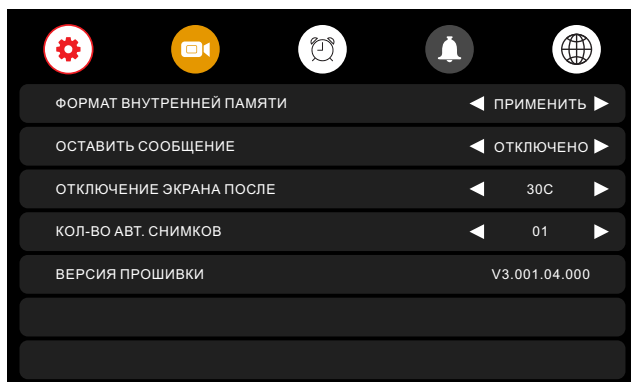 ФОРМАТ ВНУТРЕННЕЙ ПАМЯТИ ПРИМЕНИТЬ
ОСТАВИТЬ СООБЩЕНИЕ ОТКЛЮЧЕНО
ОТКЛЮЧЕНИЕ ЭКРАНА ПОСЛЕ 30С
КОЛ-ВО АВТ. СНИМКОВ 01
ВЕРСИЯ ПРОШИВКИ V3.001.04.000